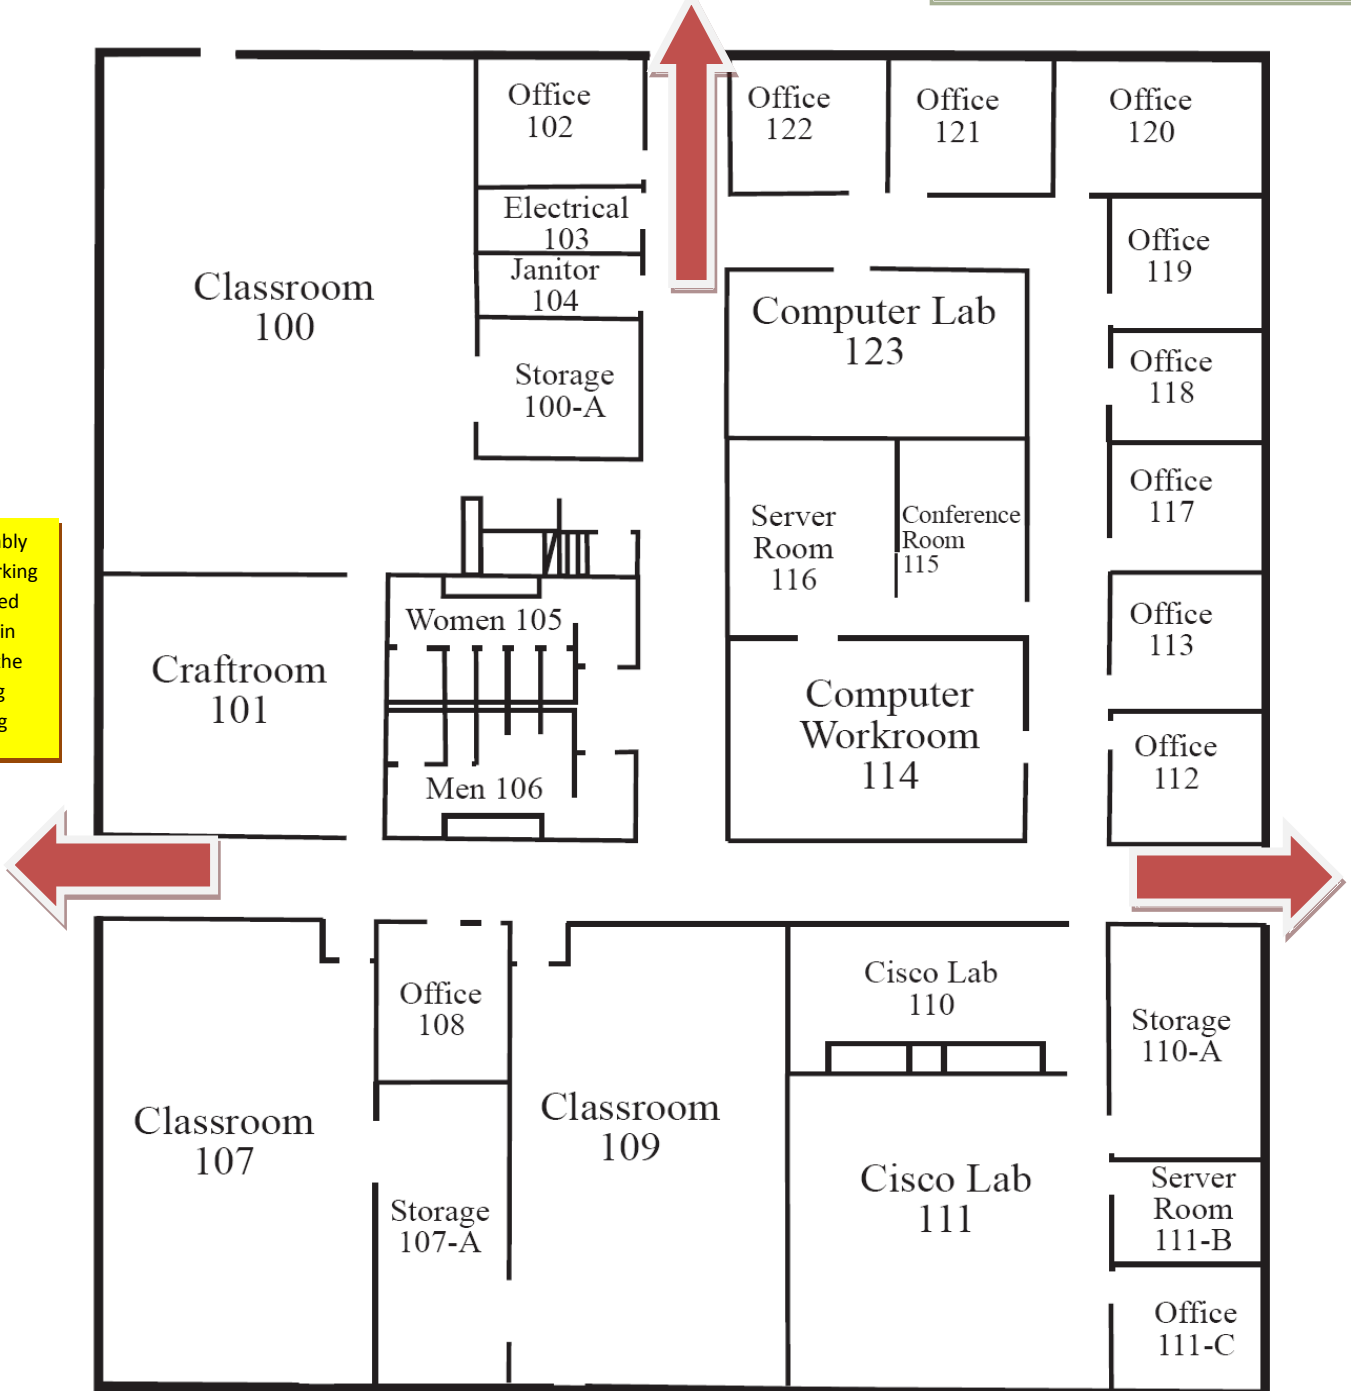 Office
102
Office
122
Office
121
Office
120
Electrical
103
Janitor
104
Office
119
Classroom
100
Computer Lab
123
Storage
100-A
Office
118
Office
117
Server
Room
116
Conference
Room
115
rking
in
the
Women 105
Office
113
Craftroom
101
Computer
Workroom
114
Office
112
Men 106
Office
108
Cisco Lab
110
Storage
110-A
Classroom
107
Classroom
109
Storage
107-A
Cisco Lab
111
Server
Room
111-B
Office
111-C